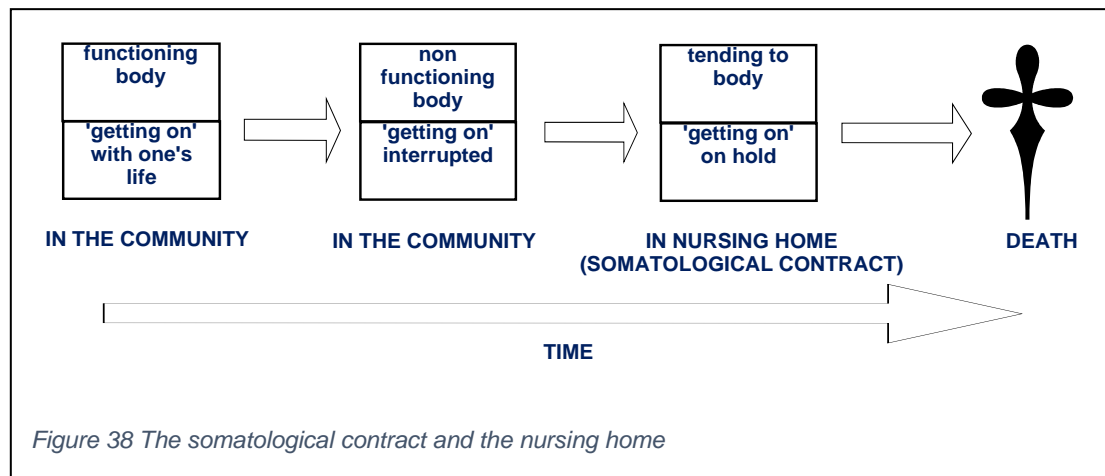 functioning
body
'getting on'
with one's
life
IN THE COMMUNITY
non
functioning
body
'getting on'
interrupted
IN THE COMMUNITY
tending to
body
'getting on'
on hold
IN NURSING HOME
(SOMATOLOGICAL CONTRACT)
DEATH
TIME
Figure 38 The somatological contract and the nursing home